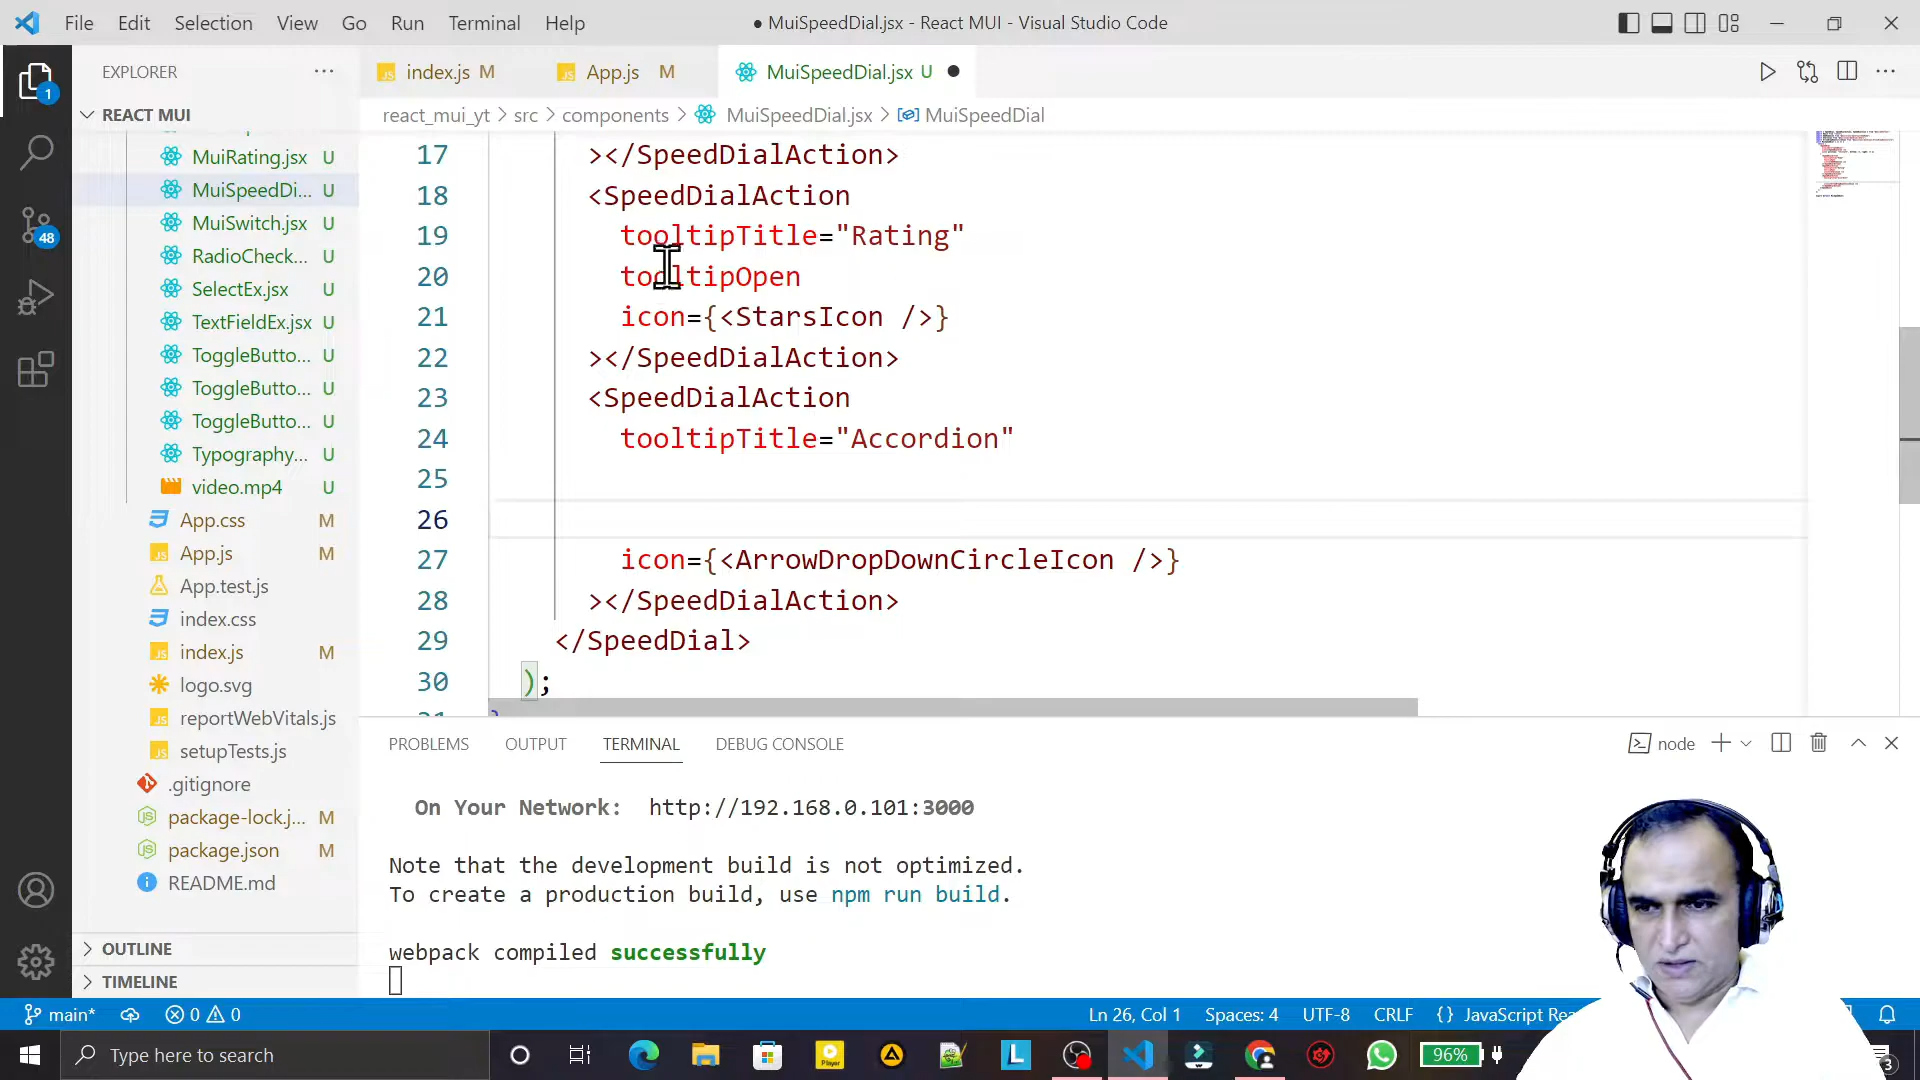 File Edit Selection View Go Run Terminal Help
● MuiSpeedDial.jsx - React MUI - Visual Studio Code
EXPLORER
index.js M
App.js M
MuiSpeedDial.jsx U
REACT MUI
react_mui_yt > src > components > MuiSpeedDial.jsx > MuiSpeedDial
MuiRating.jsx U
MuiSpeedDi... U
MuiSwitch.jsx U
RadioCheck... U
SelectEx.jsx U
TextFieldEx.jsx U
ToggleButto... U
ToggleButto... U
ToggleButto... U
Typography... U
video.mp4 U
App.css M
App.js M
App.test.js
index.css
index.js M
logo.svg
reportWebVitals.js
setupTests.js
.gitignore
package-lock.j... M
package.json M
README.md
OUTLINE
TIMELINE
17 ></SpeedDialAction>
18 <SpeedDialAction
19 tooltipTitle="Rating"
20 tooltipOpen
21 icon={<StarsIcon />}
22 ></SpeedDialAction>
23 <SpeedDialAction
24 tooltipTitle="Accordion"
25
26
27 icon={<ArrowDropDownCircleIcon />}
28 ></SpeedDialAction>
29 </SpeedDial>
30 );
PROBLEMS OUTPUT TERMINAL DEBUG CONSOLE
node
On Your Network: http://192.168.0.101:3000
Note that the development build is not optimized.
To create a production build, use npm run build.
webpack compiled successfully
main* 0 0
Ln 26, Col 1 Spaces: 4 UTF-8 CRLF {} JavaScript Rea
Type here to search
96%
1
48
3